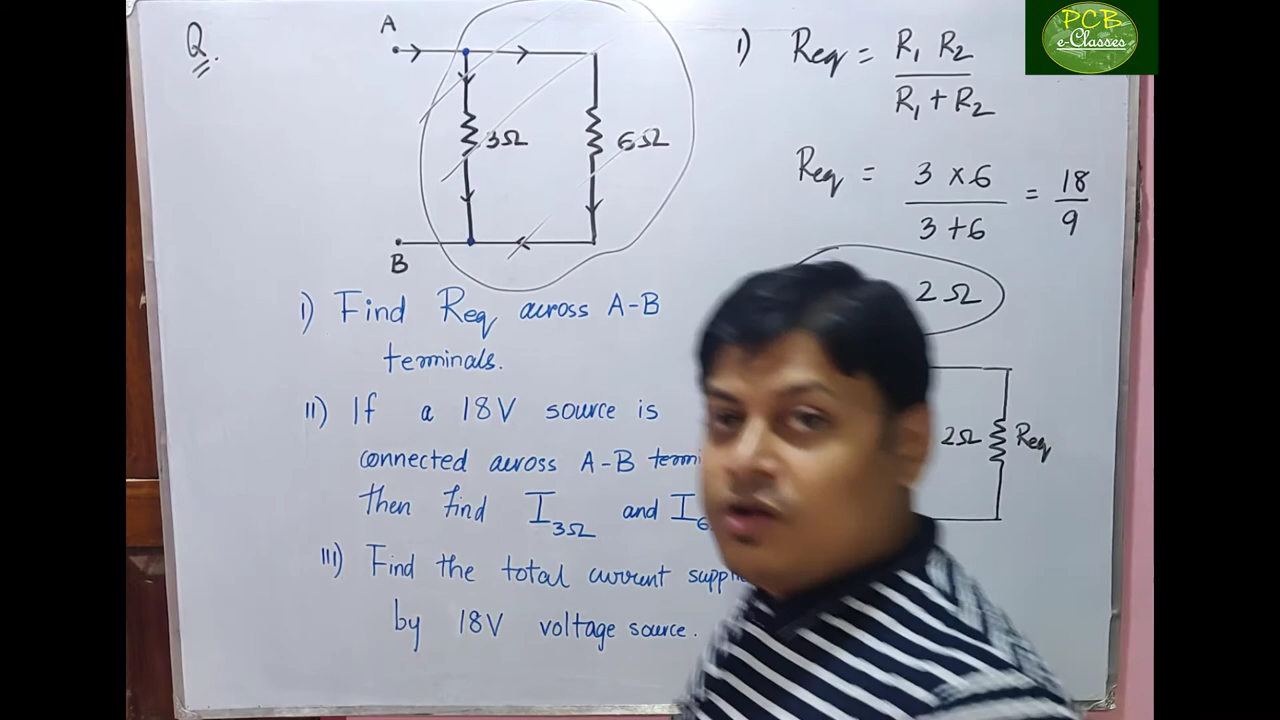 PCB
e-Classes
Q.
A
3Ω
6Ω
B
i) Find Req across A-B
terminals.
ii) If a 18V source is
connected across A-B
then find I3Ω and I6
iii) Find the total current
by 18V voltage source.
i) Req = R1 R2
R1 + R2
Req = 3 × 6 = 18
3 + 6 9
2Ω
2Ω Req